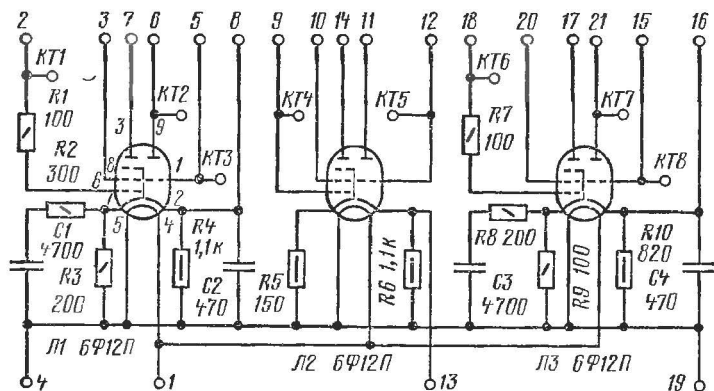 2 3 7 6 5 8 9 10 14 11 12 18 20 17 21 15 16
КТ1
КТ2
КТ3
КТ4
КТ5
КТ6
КТ7
КТ8
R1
100
R2
300
3 9
8 1
6
1 2
5 4
C1
4700
R3
200
R4
1,1к
C2
470
R5
150
R6 1,1к
R7
100
R8 200
C3
4700
R9 100
R10
820
C4
470
Л1 6Ф12П
Л2 6Ф12П
Л3 6Ф12П
4 1 13 19